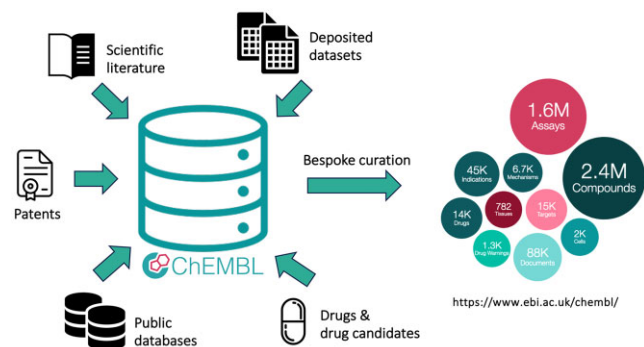 Scientific
literature
Deposited
datasets
Patents
Bespoke curation
ChEMBL
Public
databases
Drugs &
drug candidates
1.6M
Assays
2.4M
Compounds
45K
Indications
6.7K
Mechanisms
14K
Drugs
782
Tissues
15K
Targets
2K
Cells
1.3K
Drug Warnings
88K
Documents
https://www.ebi.ac.uk/chembl/